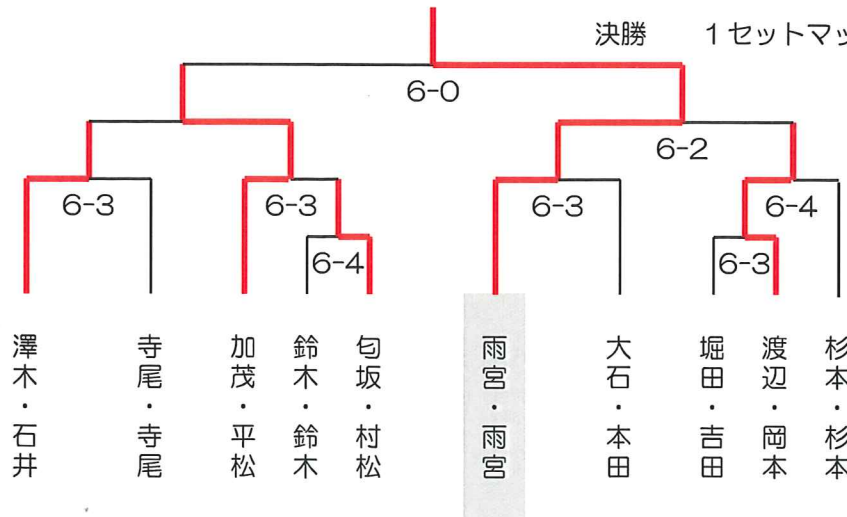 決勝　1セットマッ
6-0
6-2
6-3
6-3
6-3
6-4
6-4
6-3
澤木・石井
寺尾・寺尾
加茂・平松
鈴木・鈴木
匂坂・村松
雨宮・雨宮
大石・本田
堀田・吉田
渡辺・岡本
杉本・杉本